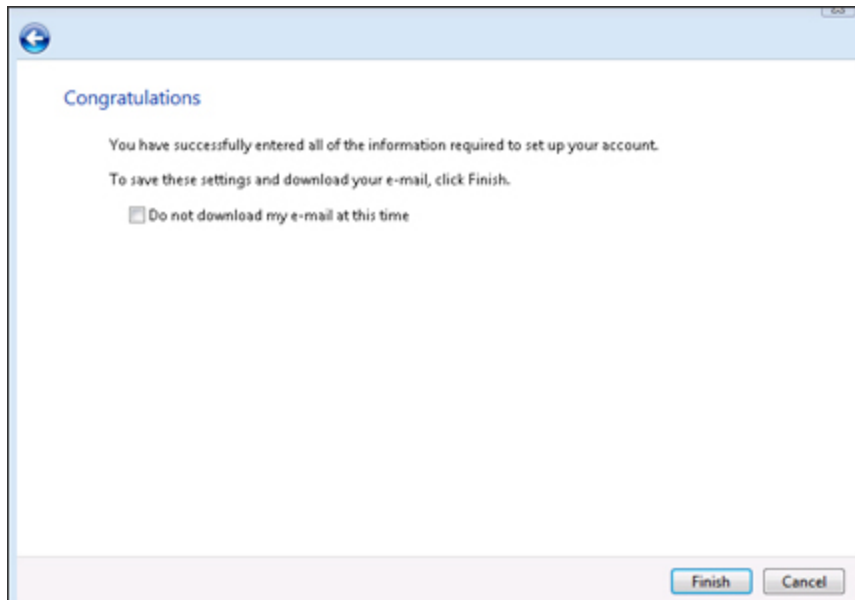 Congratulations
You have successfully entered all of the information required to set up your account.
To save these settings and download your e-mail, click Finish.
Do not download my e-mail at this time
Finish
Cancel